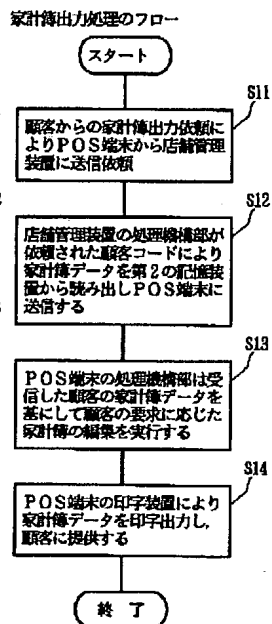 家計簿出力処理のフロー
スタート
S11
顧客からの家計簿出力依頼に
よりPOS端末から店舗管理
装置に送信依頼
S12
店舗管理装置の処理機構部が
依頼された顧客コードにより
家計簿データを第2の記憶装
置から読み出しPOS端末に
送信する
S13
POS端末の処理機構部は受
信した顧客の家計簿データを
基にして顧客の要求に応じた
家計簿の編集を実行する
S14
POS端末の印字装置により
家計簿データを印字出力し,
顧客に提供する
終 了